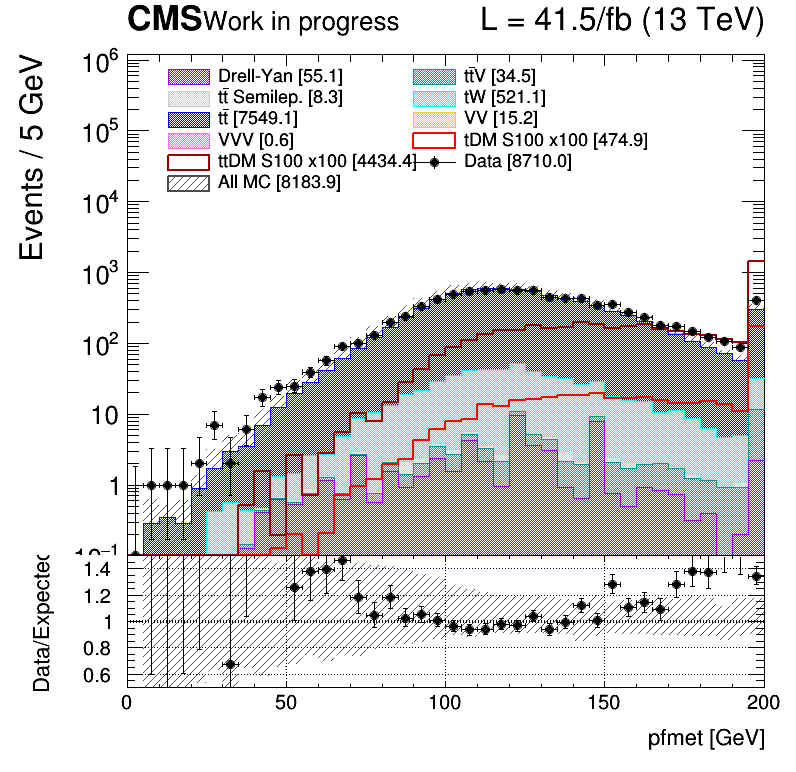 CMS Work in progress L = 41.5/fb (13 TeV)
Events / 5 GeV
10^6
10^5
10^4
10^3
10^2
10
1
10^-1
Drell-Yan [55.1] tt̄V [34.5]
tt̄ Semilep. [8.3] tW [521.1]
tt̄ [7549.1] VV [15.2]
VVV [0.6] tDM S100 x100 [474.9]
ttDM S100 x100 [4434.4] Data [8710.0]
All MC [8183.9]
Data/Expected
1.4
1.2
1
0.8
0.6
0 50 100 150 200
pfmet [GeV]